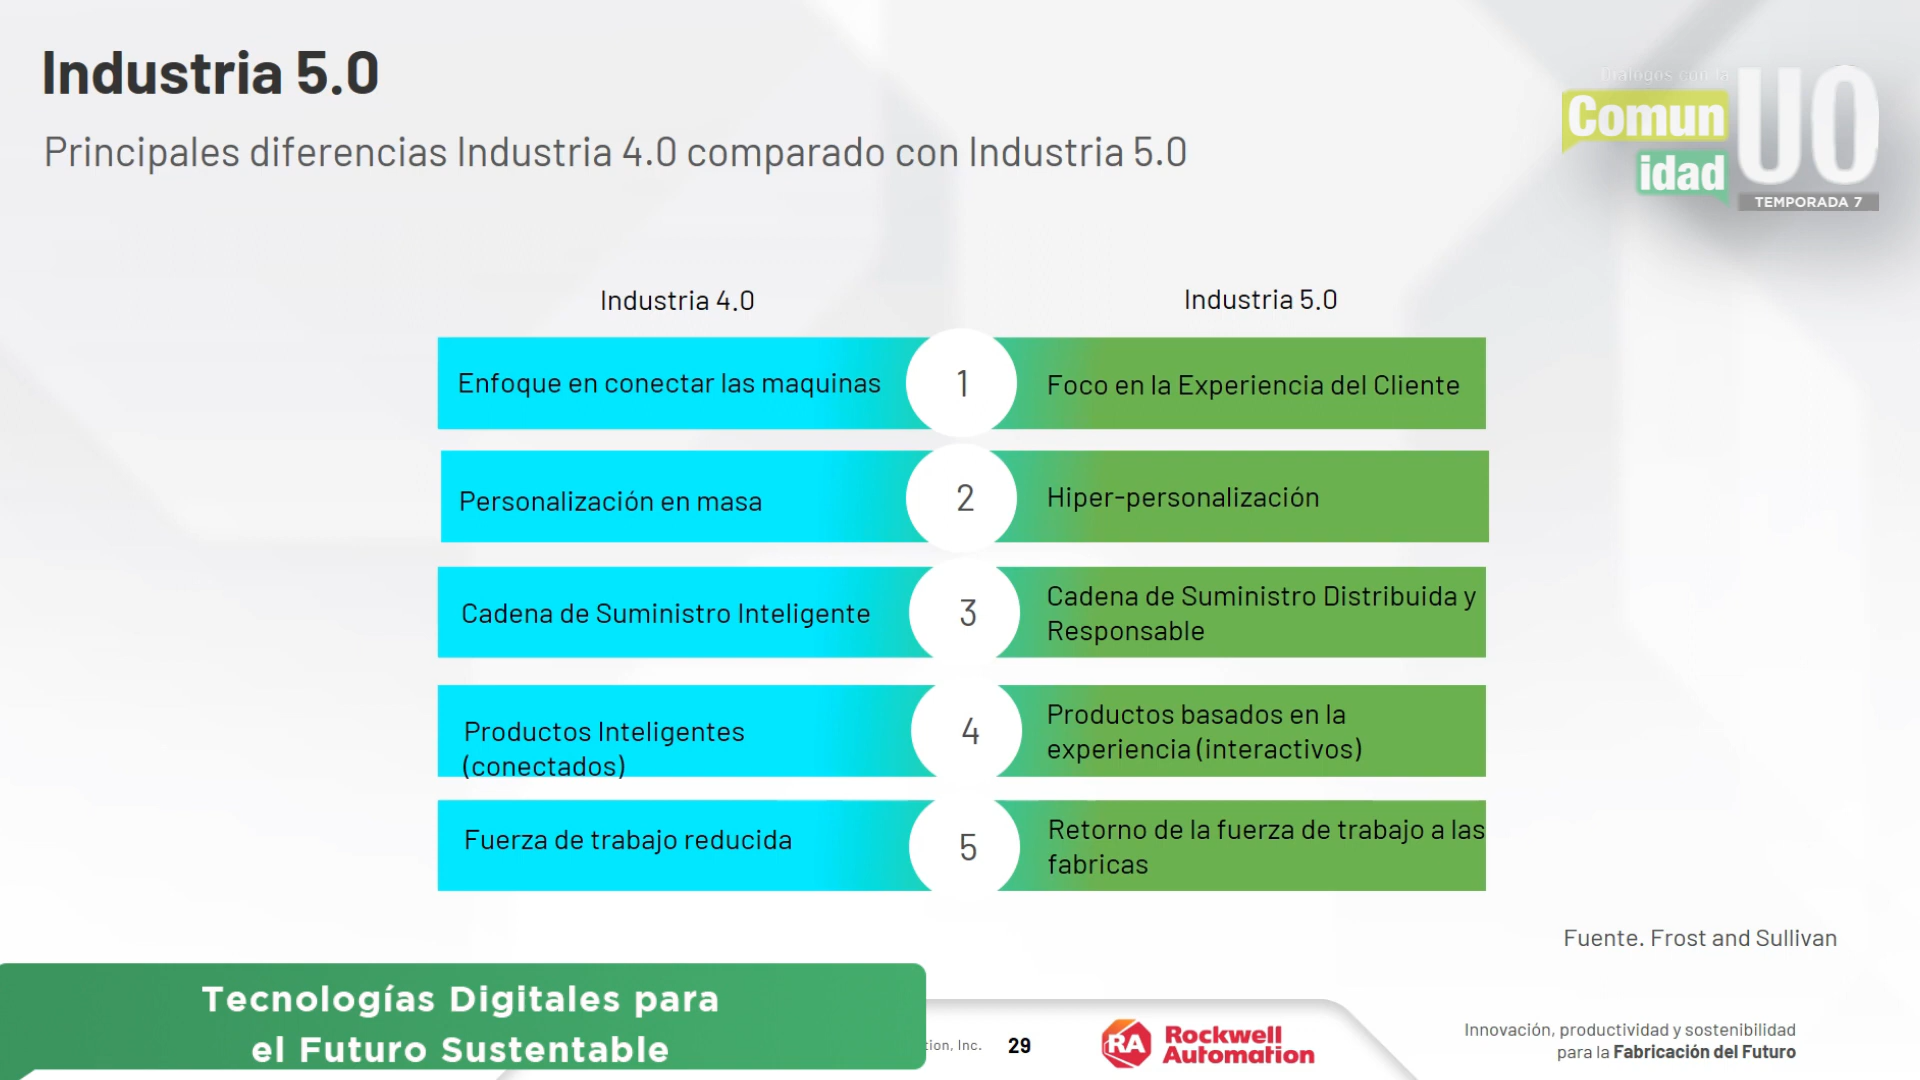 Industria 5.0
Principales diferencias Industria 4.0 comparado con Industria 5.0
Diálogos con la
Comun
idad
UO
TEMPORADA 7
Industria 4.0
Industria 5.0
Enfoque en conectar las maquinas
1
Foco en la Experiencia del Cliente
Personalización en masa
2
Hiper-personalización
Cadena de Suministro Inteligente
3
Cadena de Suministro Distribuida y
Responsable
Productos Inteligentes
(conectados)
4
Productos basados en la
experiencia (interactivos)
Fuerza de trabajo reducida
5
Retorno de la fuerza de trabajo a las
fabricas
Fuente. Frost and Sullivan
Tecnologías Digitales para
el Futuro Sustentable
Inc.
29
RA
Rockwell
Automation
Innovación, productividad y sostenibilidad
para la Fabricación del Futuro